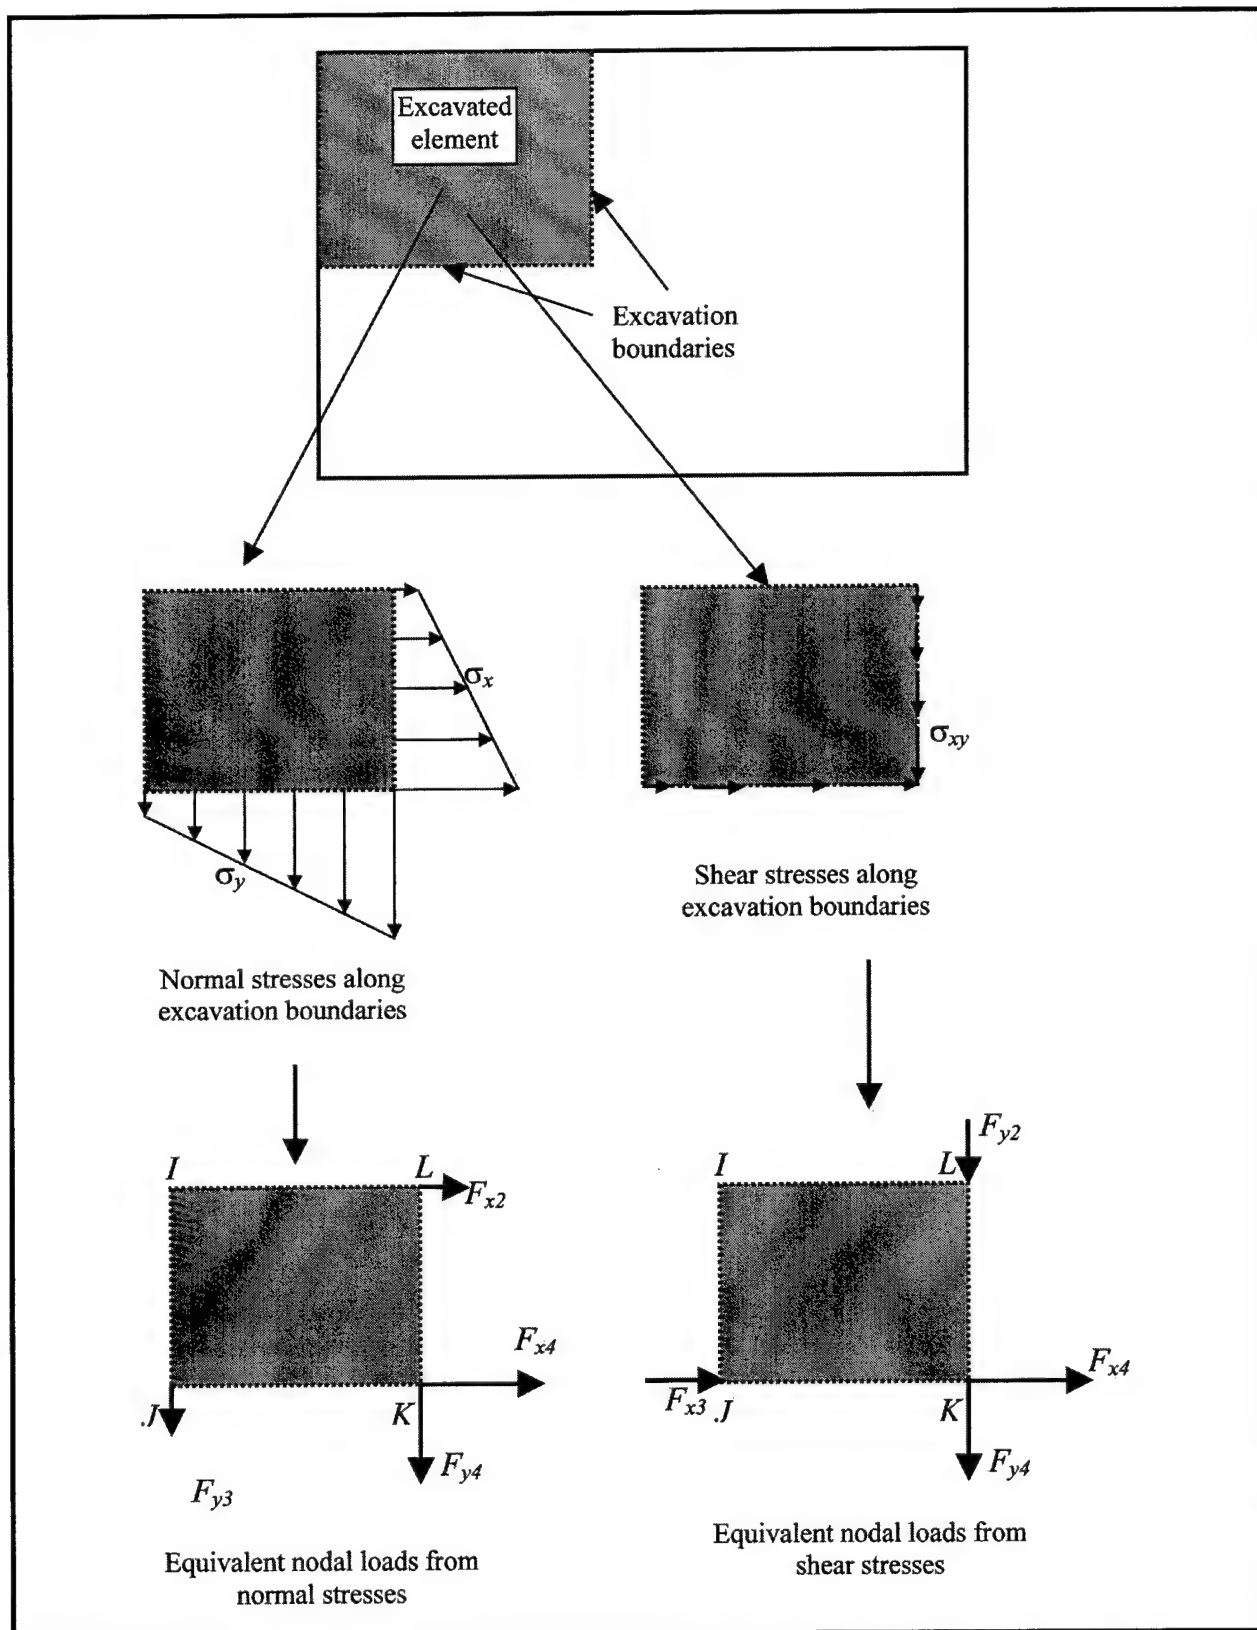 Excavated
element
Excavation
boundaries
σx
σy
σxy
Normal stresses along
excavation boundaries
Shear stresses along
excavation boundaries
I
L
Fx2
Fx4
.J
K
Fy4
Fy3
Equivalent nodal loads from
normal stresses
Fy2
I
L
Fx4
Fx3
.J
K
Fy4
Equivalent nodal loads from
shear stresses